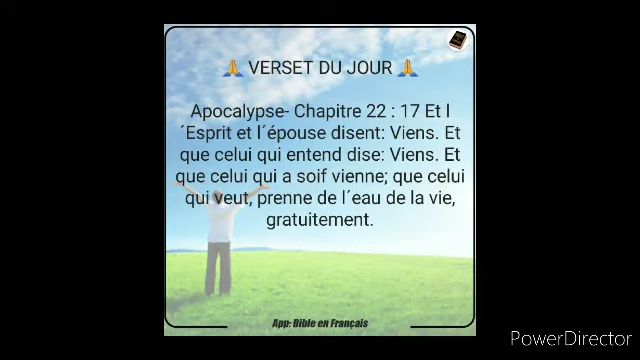 🙏 VERSET DU JOUR 🙏
Apocalypse- Chapitre 22 : 17 Et l
´Esprit et l´épouse disent: Viens. Et
que celui qui entend dise: Viens. Et
que celui qui a soif vienne; que celui
qui veut, prenne de l´eau de la vie,
gratuitement.
App: Bible en Français
PowerDirector